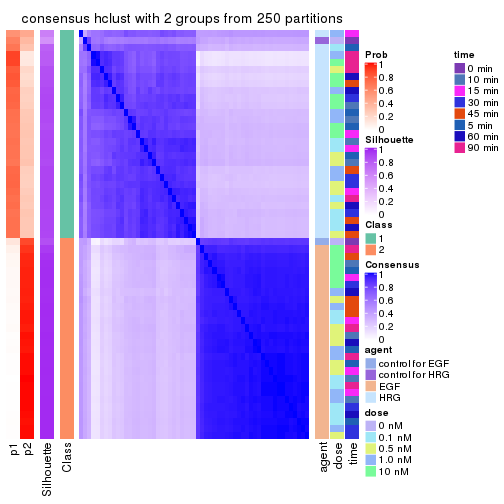 consensus hclust with 2 groups from 250 partitions
Prob
1
0.8
0.6
0.4
0.2
0
Silhouette
1
0.8
0.6
0.4
0.2
0
Class
1
2
Consensus
1
0.8
0.6
0.4
0.2
0
agent
control for EGF
control for HRG
EGF
HRG
dose
0 nM
0.1 nM
0.5 nM
1.0 nM
10 nM
time
0 min
10 min
15 min
30 min
45 min
5 min
60 min
90 min
p1
p2
Silhouette
Class
agent
dose
time